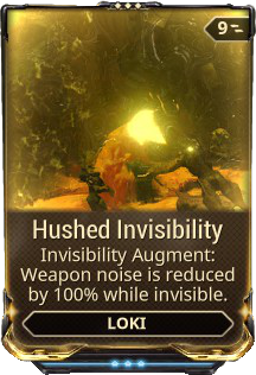 9
Hushed Invisibility
Invisibility Augment:
Weapon noise is reduced
by 100% while invisible.
LOKI